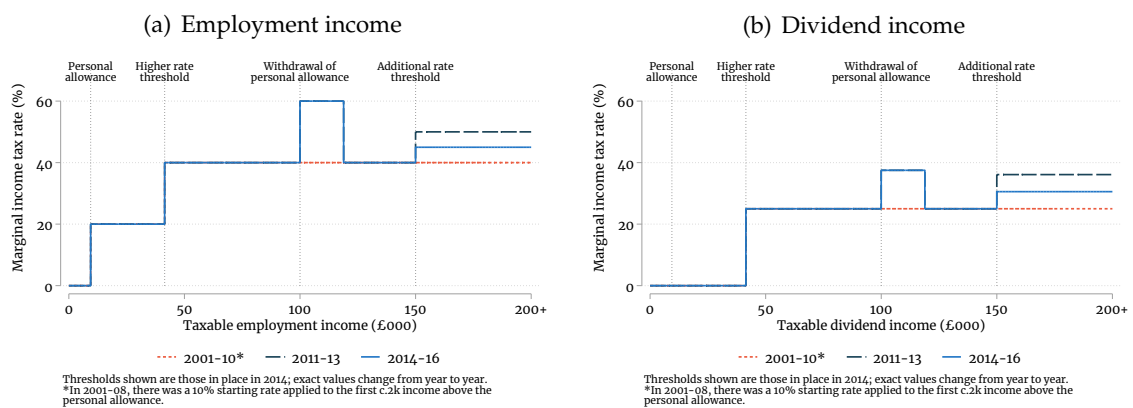 (a) Employment income
Personal allowance
Higher rate threshold
Withdrawal of personal allowance
Additional rate threshold
Marginal income tax rate (%)
60
40
20
0
0 50 100 150 200+
Taxable employment income (£000)
2001-10* 2011-13 2014-16
Thresholds shown are those in place in 2014; exact values change from year to year.
*In 2001-08, there was a 10% starting rate applied to the first c.2k income above the
personal allowance.
(b) Dividend income
Personal allowance
Higher rate threshold
Withdrawal of personal allowance
Additional rate threshold
Marginal income tax rate (%)
60
40
20
0
0 50 100 150 200+
Taxable dividend income (£000)
2001-10* 2011-13 2014-16
Thresholds shown are those in place in 2014; exact values change from year to year.
*In 2001-08, there was a 10% starting rate applied to the first c.2k income above the
personal allowance.